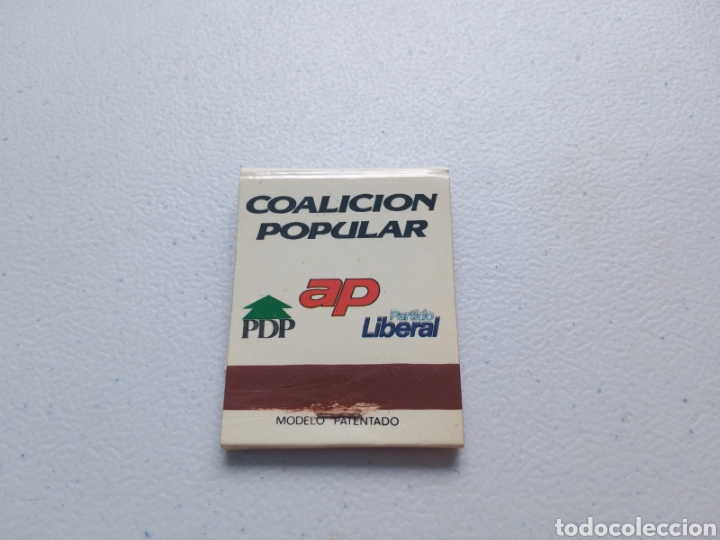 COALICION
POPULAR
ap
PDP
Partido
Liberal
MODELO PATENTADO
todocoleccion